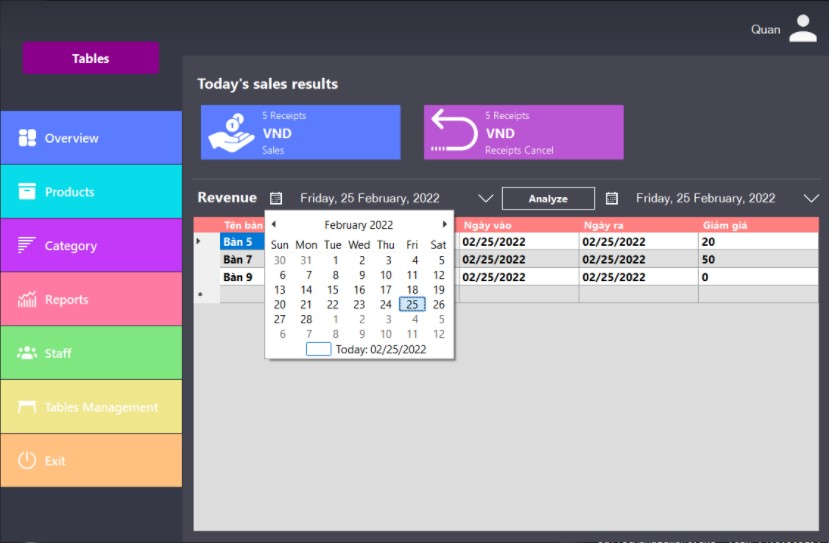 Quan
Tables
Today's sales results
5 Receipts
VND
Sales
5 Receipts
VND
Receipts Cancel
Overview
Products
Category
Reports
Staff
Tables Management
Exit
Revenue
Friday, 25 February, 2022
Analyze
Friday, 25 February, 2022
Tên bàn Ngày vào Ngày ra Giảm giá
Bàn 5 02/25/2022 02/25/2022 20
Bàn 7 02/25/2022 02/25/2022 50
Bàn 9 02/25/2022 02/25/2022 0
February 2022
Sun Mon Tue Wed Thu Fri Sat
30 31 1 2 3 4 5
6 7 8 9 10 11 12
13 14 15 16 17 18 19
20 21 22 23 24 25 26
27 28 1 2 3 4 5
6 7 8 9 10 11 12
Today: 02/25/2022